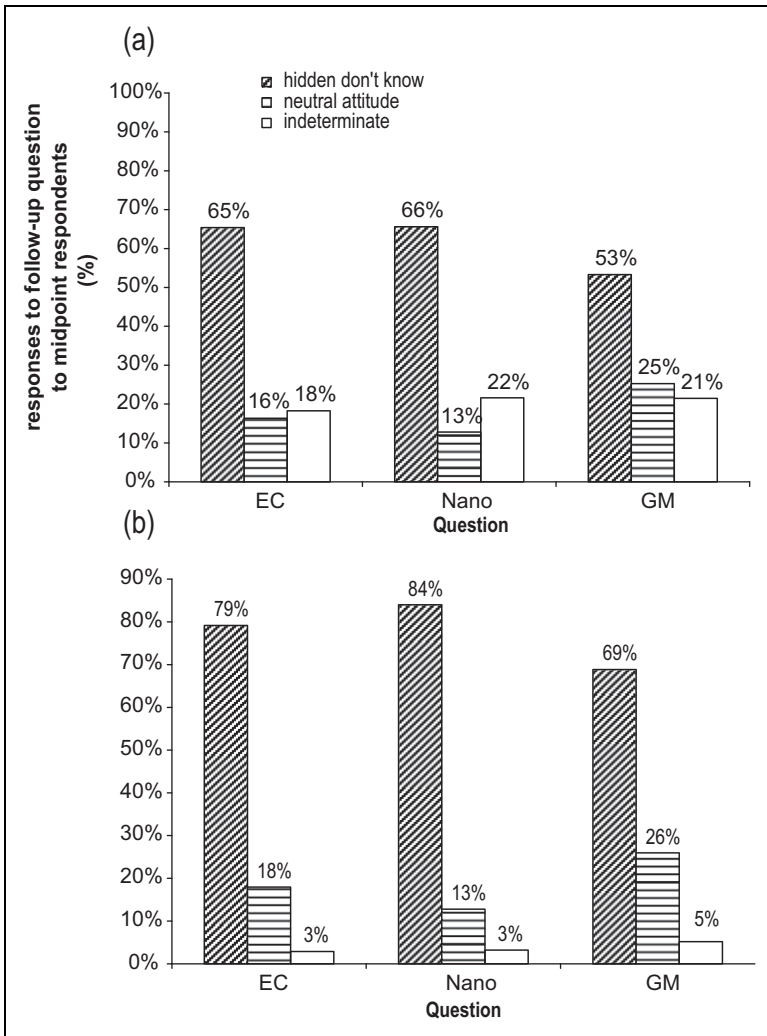 (a)
responses to follow-up question
to midpoint respondents
(%)
hidden don't know
neutral attitude
indeterminate
100%
90%
80%
70%
60%
50%
40%
30%
20%
10%
0%
65%
16%
18%
66%
13%
22%
53%
25%
21%
EC
Nano
GM
Question
(b)
90%
80%
70%
60%
50%
40%
30%
20%
10%
0%
79%
18%
3%
84%
13%
3%
69%
26%
5%
EC
Nano
GM
Question